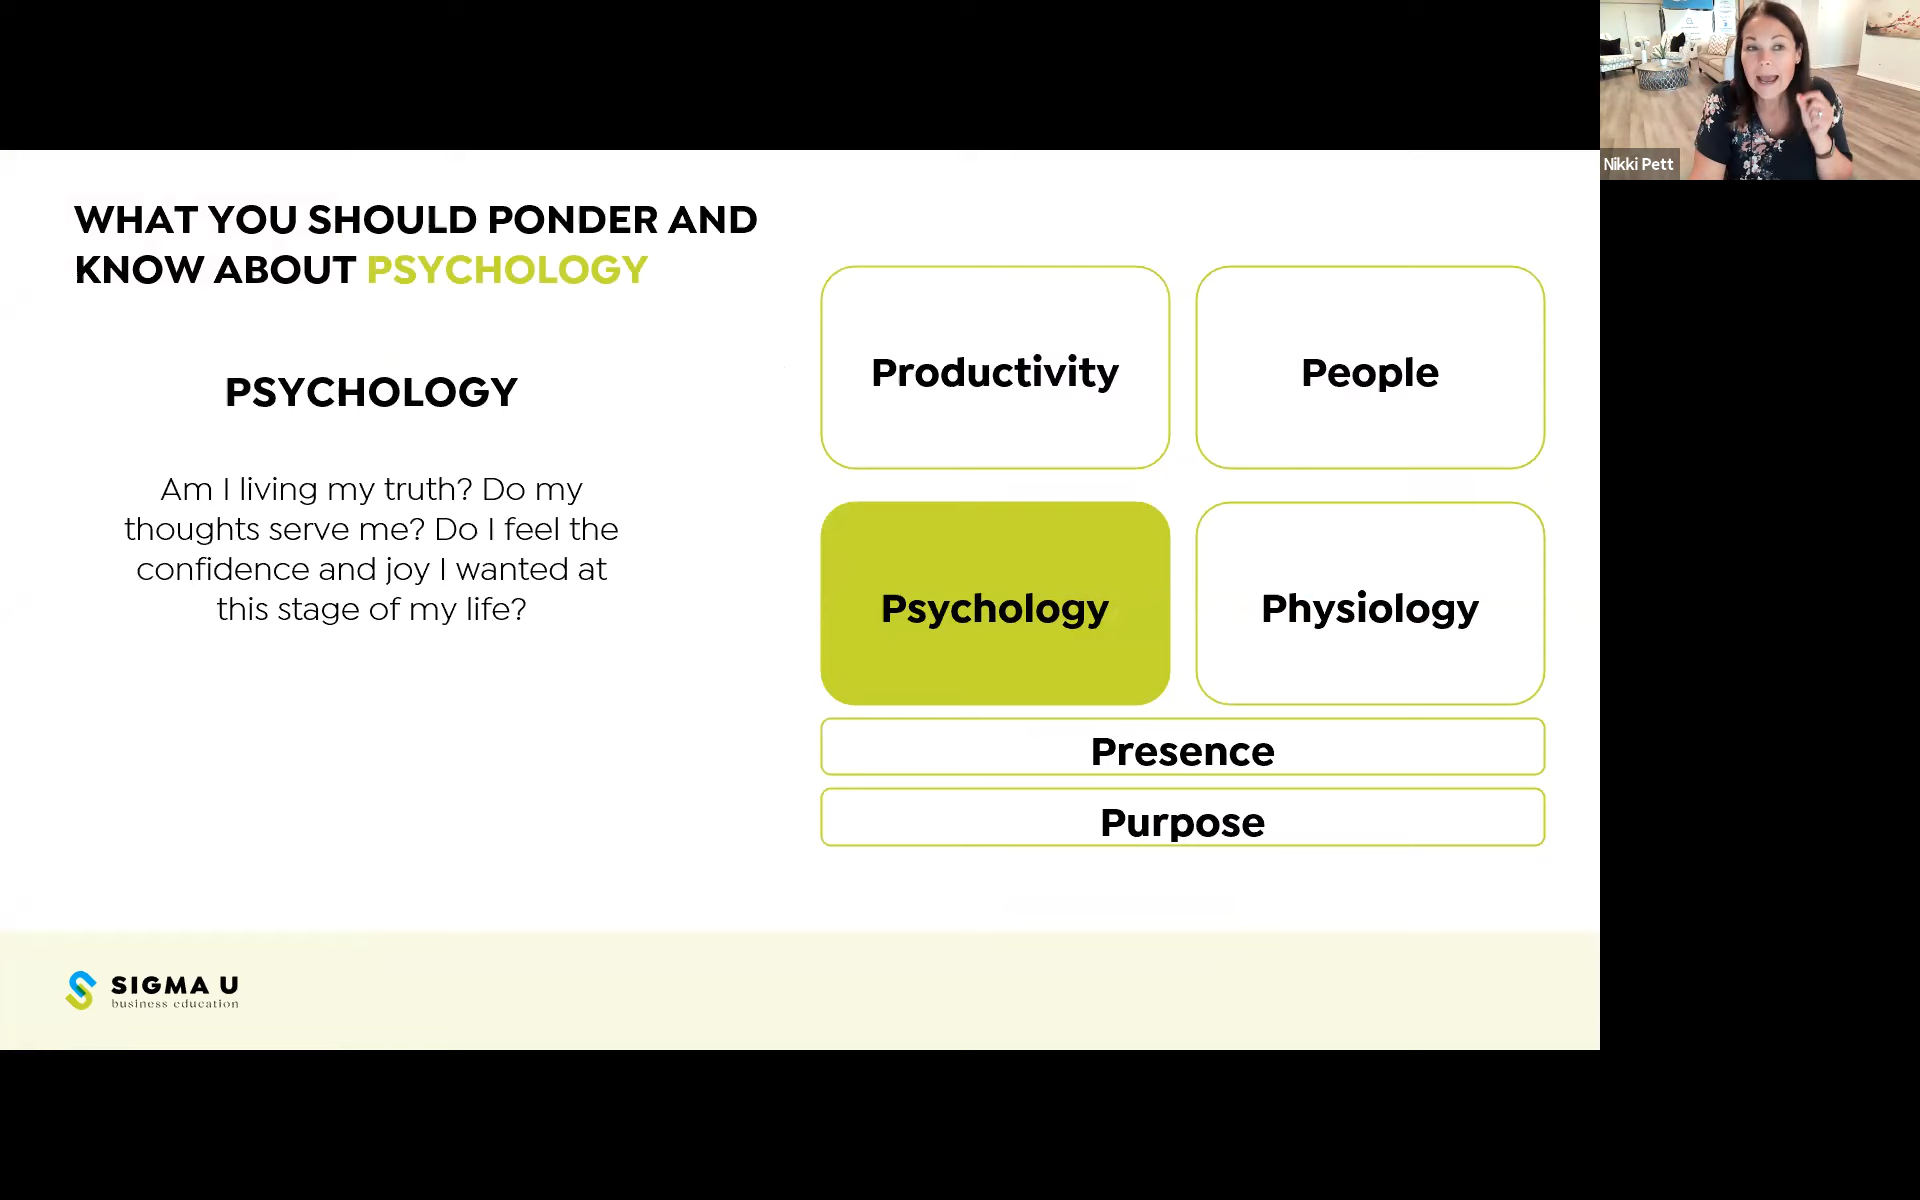 WHAT YOU SHOULD PONDER AND
KNOW ABOUT PSYCHOLOGY
PSYCHOLOGY
Am I living my truth? Do my
thoughts serve me? Do I feel the
confidence and joy I wanted at
this stage of my life?
Productivity
People
Psychology
Physiology
Presence
Purpose
SIGMA U
business education
Nikki Pett